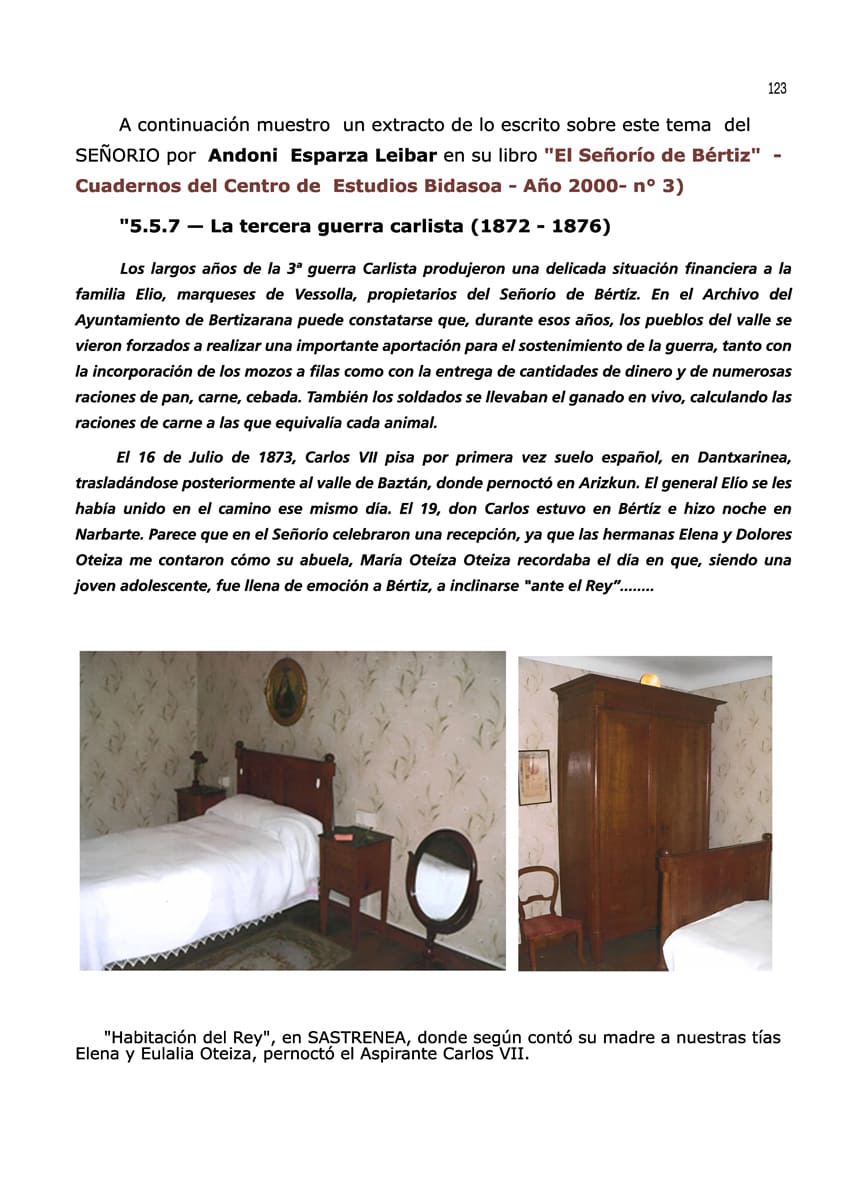 123
A continuación muestro un extracto de lo escrito sobre este tema del
SEÑORIO por Andoni Esparza Leibar en su libro "El Señorío de Bértiz" -
Cuadernos del Centro de Estudios Bidasoa - Año 2000- n° 3)
"5.5.7 — La tercera guerra carlista (1872 - 1876)
Los largos años de la 3ª guerra Carlista produjeron una delicada situación financiera a la
familia Elio, marqueses de Vessolla, propietarios del Señorío de Bértíz. En el Archivo del
Ayuntamiento de Bertizarana puede constatarse que, durante esos años, los pueblos del valle se
vieron forzados a realizar una importante aportación para el sostenimiento de la guerra, tanto con
la incorporación de los mozos a filas como con la entrega de cantidades de dinero y de numerosas
raciones de pan, carne, cebada. También los soldados se llevaban el ganado en vivo, calculando las
raciones de carne a las que equivalía cada animal.
El 16 de Julio de 1873, Carlos VII pisa por primera vez suelo español, en Dantxarinea,
trasladándose posteriormente al valle de Baztán, donde pernoctó en Arizkun. El general Elío se les
había unido en el camino ese mismo día. El 19, don Carlos estuvo en Bértíz e hizo noche en
Narbarte. Parece que en el Señorío celebraron una recepción, ya que las hermanas Elena y Dolores
Oteiza me contaron cómo su abuela, María Oteíza Oteiza recordaba el día en que, siendo una
joven adolescente, fue llena de emoción a Bértiz, a inclinarse "ante el Rey”........
"Habitación del Rey", en SASTRENEA, donde según contó su madre a nuestras tías
Elena y Eulalia Oteiza, pernoctó el Aspirante Carlos VII.